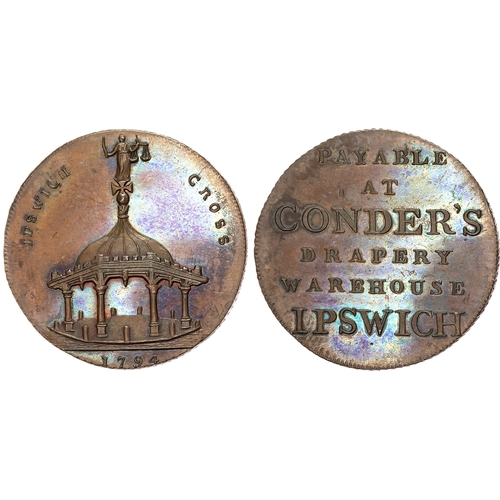 IPSWICH CROSS
1794
PAYABLE
AT
CONDER'S
DRAPERY
WAREHOUSE
IPSWICH